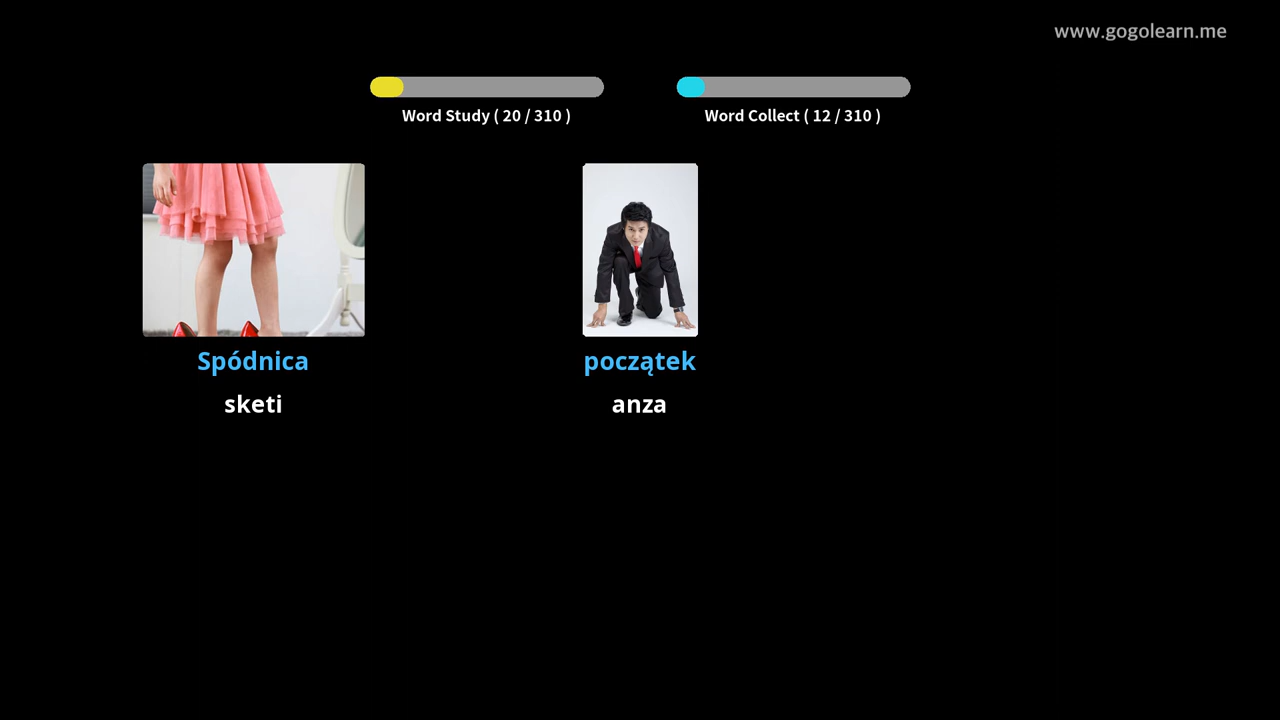 www.gogolearn.me
Word Study ( 20 / 310 )
Word Collect ( 12 / 310 )
Spódnica
sketi
początek
anza